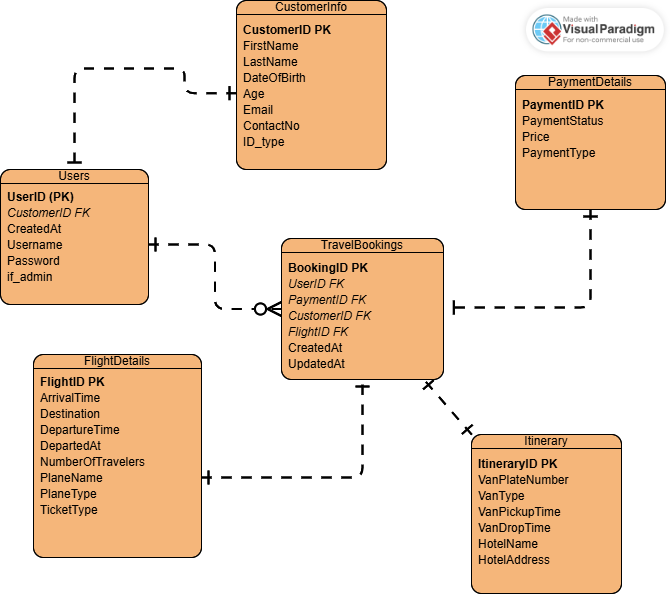 CustomerInfo
CustomerID PK
FirstName
LastName
DateOfBirth
Age
Email
ContactNo
ID_type
Made with
VisualParadigm
For non-commercial use
PaymentDetails
PaymentID PK
PaymentStatus
Price
PaymentType
Users
UserID (PK)
CustomerID FK
CreatedAt
Username
Password
if_admin
TravelBookings
BookingID PK
UserID FK
PaymentID FK
CustomerID FK
FlightID FK
CreatedAt
UpdatedAt
FlightDetails
FlightID PK
ArrivalTime
Destination
DepartureTime
DepartedAt
NumberOfTravelers
PlaneName
PlaneType
TicketType
Itinerary
ItineraryID PK
VanPlateNumber
VanType
VanPickupTime
VanDropTime
HotelName
HotelAddress